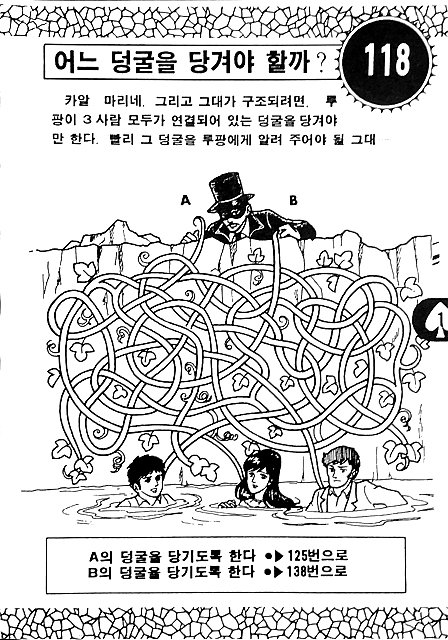 118
어느 덩굴을 당겨야 할까?
카알 마리네. 그리고 그대가 구조되려면, 루
팡이 3사람 모두가 연결되어 있는 덩굴을 당겨야
만 한다. 빨리 그 덩굴을 루팡에게 알려 주어야 될 그대
A B
A의 덩굴을 당기도록 한다 ●▶ 125번으로
B의 덩굴을 당기도록 한다 ●▶ 138번으로